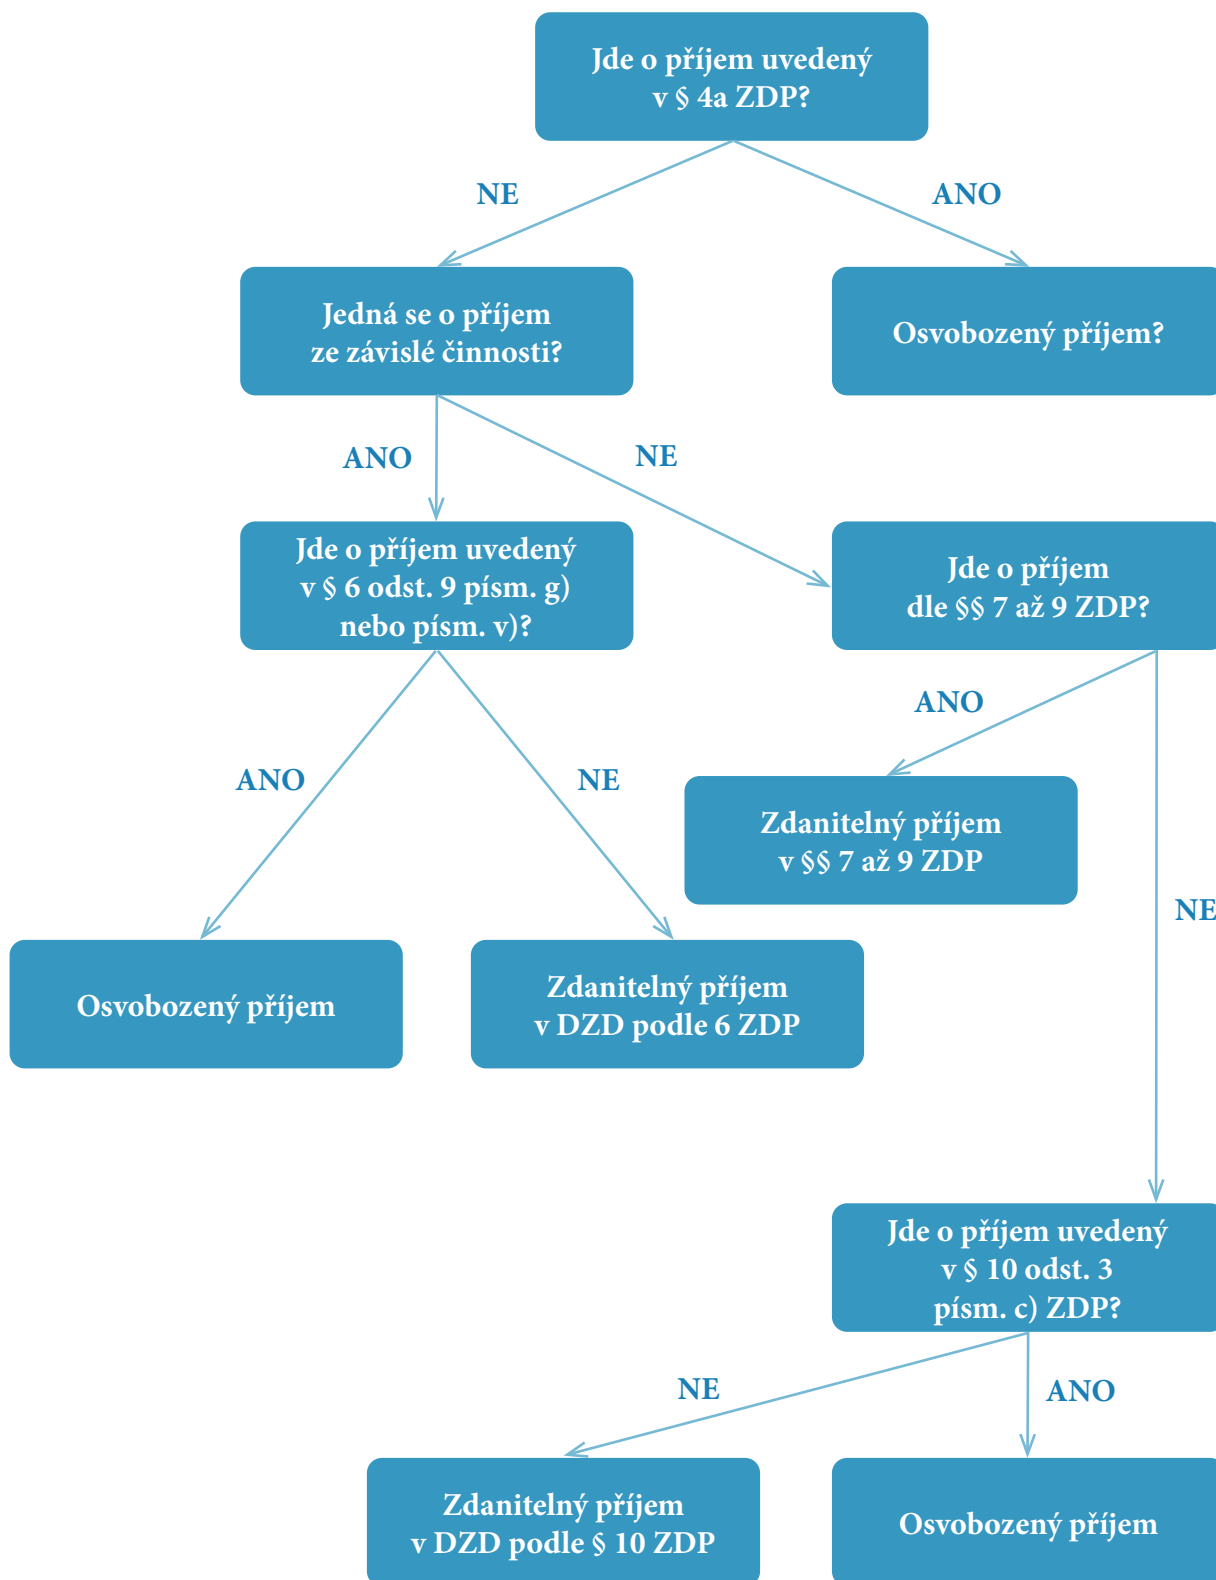 Jde o příjem uvedený
v § 4a ZDP?
NE
ANO
Jedná se o příjem
ze závislé činnosti?
Osvobozený příjem?
ANO
NE
Jde o příjem uvedený
v § 6 odst. 9 písm. g)
nebo písm. v)?
Jde o příjem
dle §§ 7 až 9 ZDP?
ANO
NE
ANO
Zdanitelný příjem
v §§ 7 až 9 ZDP
NE
Osvobozený příjem
Zdanitelný příjem
v DZD podle 6 ZDP
Jde o příjem uvedený
v § 10 odst. 3
písm. c) ZDP?
NE
ANO
Zdanitelný příjem
v DZD podle § 10 ZDP
Osvobozený příjem